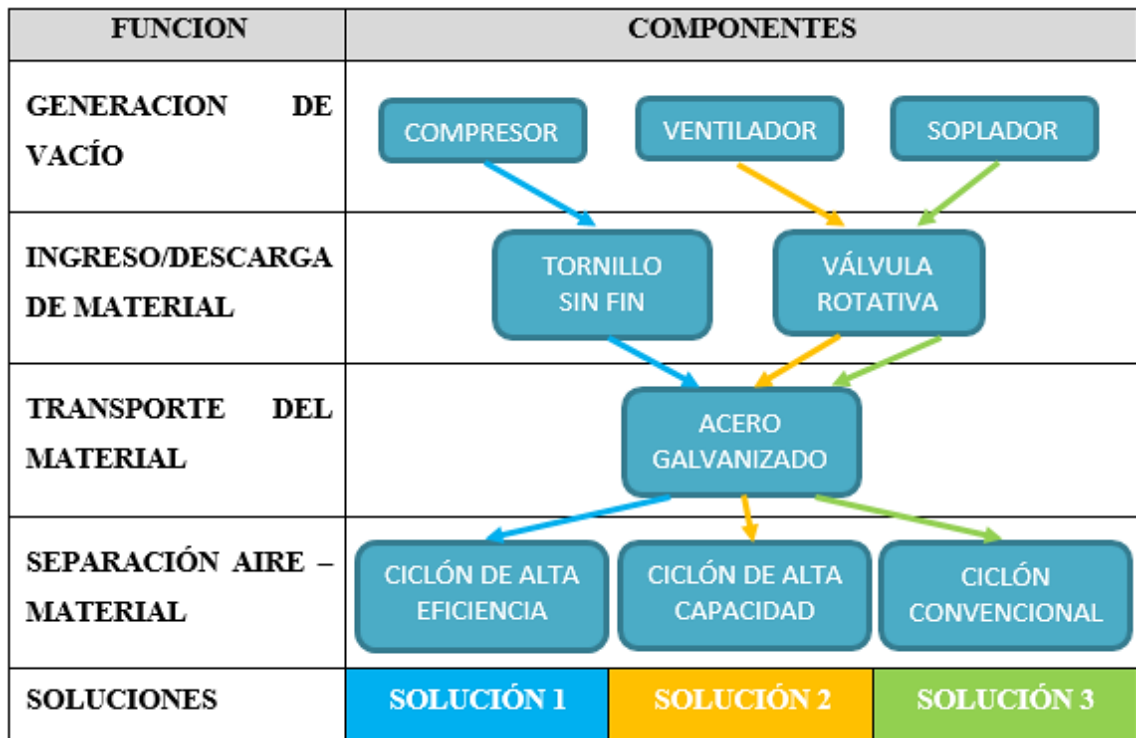 FUNCION
COMPONENTES
GENERACION DE
VACÍO
COMPRESOR
VENTILADOR
SOPLADOR
INGRESO/DESCARGA
DE MATERIAL
TORNILLO
SIN FIN
VÁLVULA
ROTATIVA
TRANSPORTE DEL
MATERIAL
ACERO
GALVANIZADO
SEPARACIÓN AIRE –
MATERIAL
CICLÓN DE ALTA
EFICIENCIA
CICLÓN DE ALTA
CAPACIDAD
CICLÓN
CONVENCIONAL
SOLUCIONES
SOLUCIÓN 1
SOLUCIÓN 2
SOLUCIÓN 3